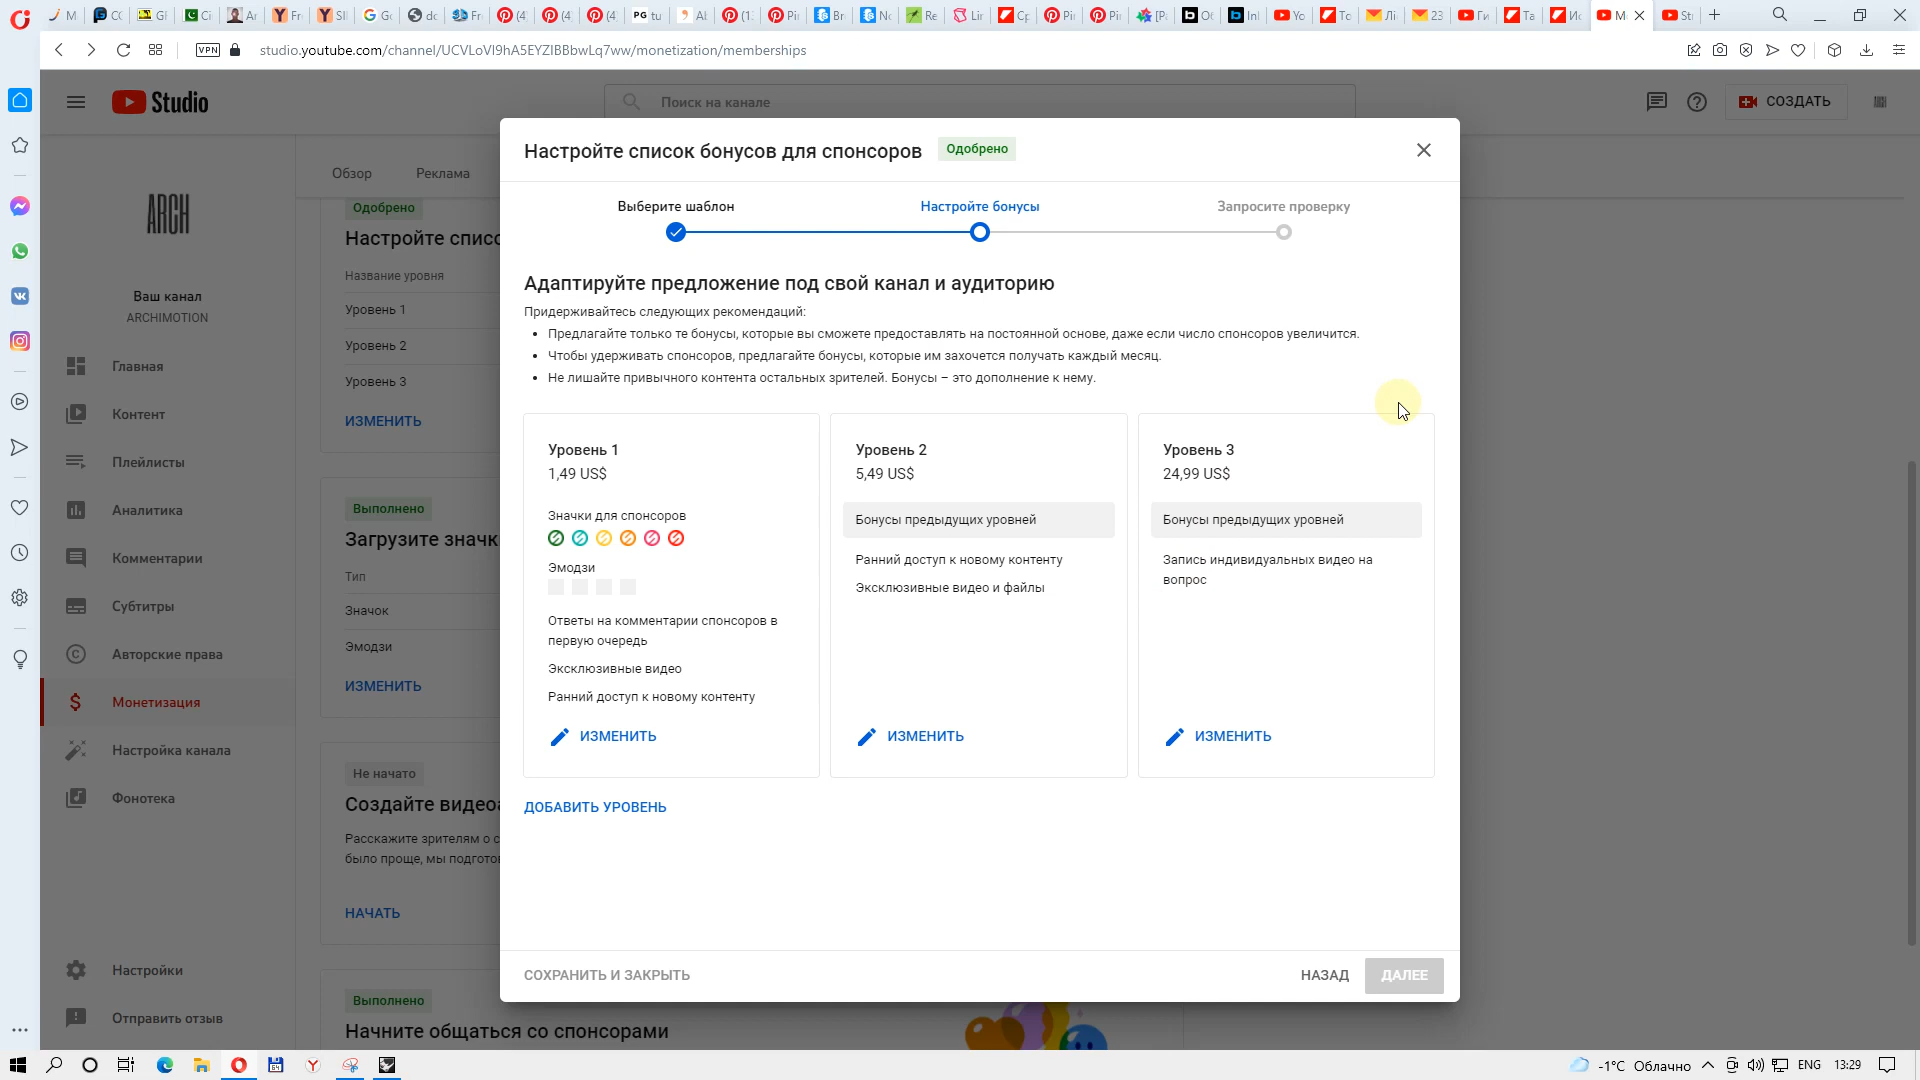 studio.youtube.com/channel/UCVLoVI9hA5EYZIBBbwLq7ww/monetization/memberships
VPN
Studio
Поиск на канале
СОЗДАТЬ
Настройте список бонусов для спонсоров
Одобрено
Выберите шаблон
Настройте бонусы
Запросите проверку
Адаптируйте предложение под свой канал и аудиторию
Придерживайтесь следующих рекомендаций:
Предлагайте только те бонусы, которые вы сможете предоставлять на постоянной основе, даже если число спонсоров увеличится.
Чтобы удерживать спонсоров, предлагайте бонусы, которые им захочется получать каждый месяц.
Не лишайте привычного контента остальных зрителей. Бонусы – это дополнение к нему.
Уровень 1
1,49 US$
Значки для спонсоров
Эмодзи
Ответы на комментарии спонсоров в
первую очередь
Эксклюзивные видео
Ранний доступ к новому контенту
ИЗМЕНИТЬ
Уровень 2
5,49 US$
Бонусы предыдущих уровней
Ранний доступ к новому контенту
Эксклюзивные видео и файлы
ИЗМЕНИТЬ
Уровень 3
24,99 US$
Бонусы предыдущих уровней
Запись индивидуальных видео на
вопрос
ИЗМЕНИТЬ
ДОБАВИТЬ УРОВЕНЬ
СОХРАНИТЬ И ЗАКРЫТЬ
НАЗАД
ДАЛЕЕ
ARCH
Ваш канал
ARCHIMOTION
Главная
Контент
Плейлисты
Аналитика
Комментарии
Субтитры
Авторские права
Монетизация
Настройка канала
Фонотека
Настройки
Отправить отзыв
Обзор
Реклама
Одобрено
Настройте списо
Название уровня
Уровень 1
Уровень 2
Уровень 3
ИЗМЕНИТЬ
Выполнено
Загрузите значк
Тип
Значок
Эмодзи
ИЗМЕНИТЬ
Не начато
Создайте видео
Расскажите зрителям о с
было проще, мы подгото
НАЧАТЬ
Выполнено
Начните общаться со спонсорами
-1°C Облачно
ENG
13:29